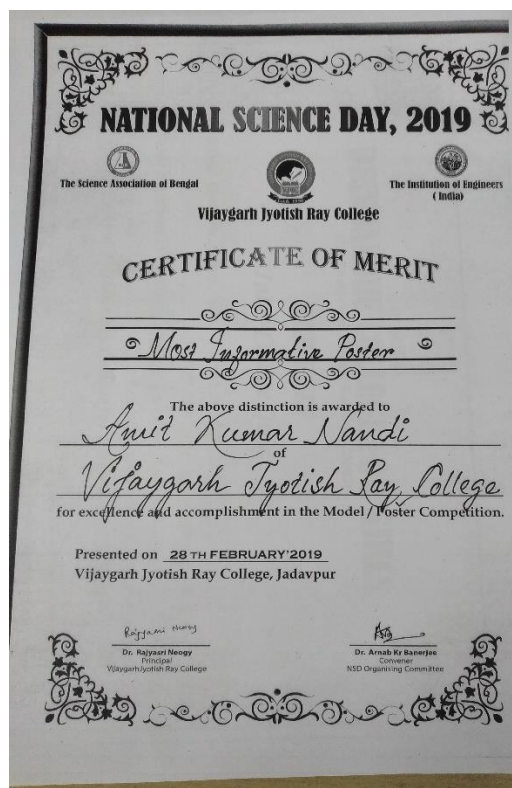 NATIONAL SCIENCE DAY, 2019
The Science Association of Bengal
The Institution of Engineers
( India)
Vijaygarh Jyotish Ray College
CERTIFICATE OF MERIT
Most Informative Poster
The above distinction is awarded to
Amit Kumar Nandi
of
Vijaygarh Jyotish Ray College
for excellence and accomplishment in the Model / Poster Competition.
Presented on 28 TH FEBRUARY'2019
Vijaygarh Jyotish Ray College, Jadavpur
Rajyasri Neogy
Dr. Rajyasri Neogy
Principal
Vijaygarh Jyotish Ray College
Dr. Arnab Kr Banerjee
Convener
NSD Organising Committee